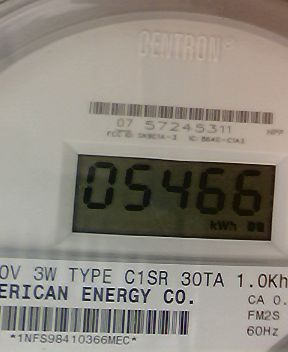 CENTRON®
07 57245311
05466
kWh
0V 3W TYPE C1SR 30TA 1.0Kh
ERICAN ENERGY CO.
CA 0.
FM2S
60Hz
*1NFS98410366MEC*